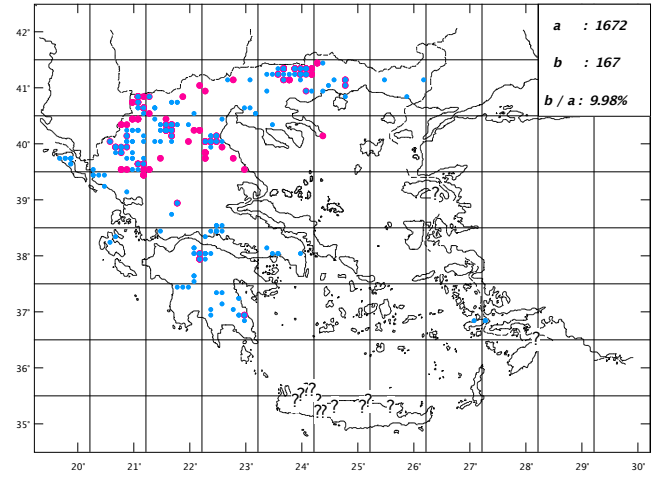 a : 1672
b : 167
b / a : 9.98%
42'
41'
40'
39'
38'
37'
36'
35'
? ? ? ? ? ? ? ? ?
20' 21' 22' 23' 24' 25' 26' 27' 28' 29' 30'